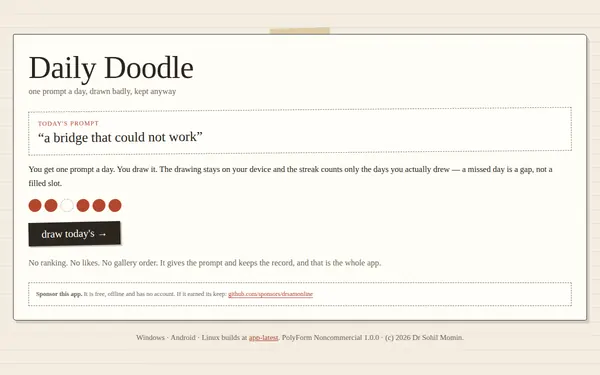 Daily Doodle
one prompt a day, drawn badly, kept anyway
TODAY'S PROMPT
“a bridge that could not work”
You get one prompt a day. You draw it. The drawing stays on your device and the streak counts only the days you actually drew — a missed day is a gap, not a
filled slot.
draw today's →
No ranking. No likes. No gallery order. It gives the prompt and keeps the record, and that is the whole app.
Sponsor this app. It is free, offline and has no account. If it earned its keep: github.com/sponsors/drsamonline
Windows · Android · Linux builds at app-latest. PolyForm Noncommercial 1.0.0 · (c) 2026 Dr Sohil Momin.